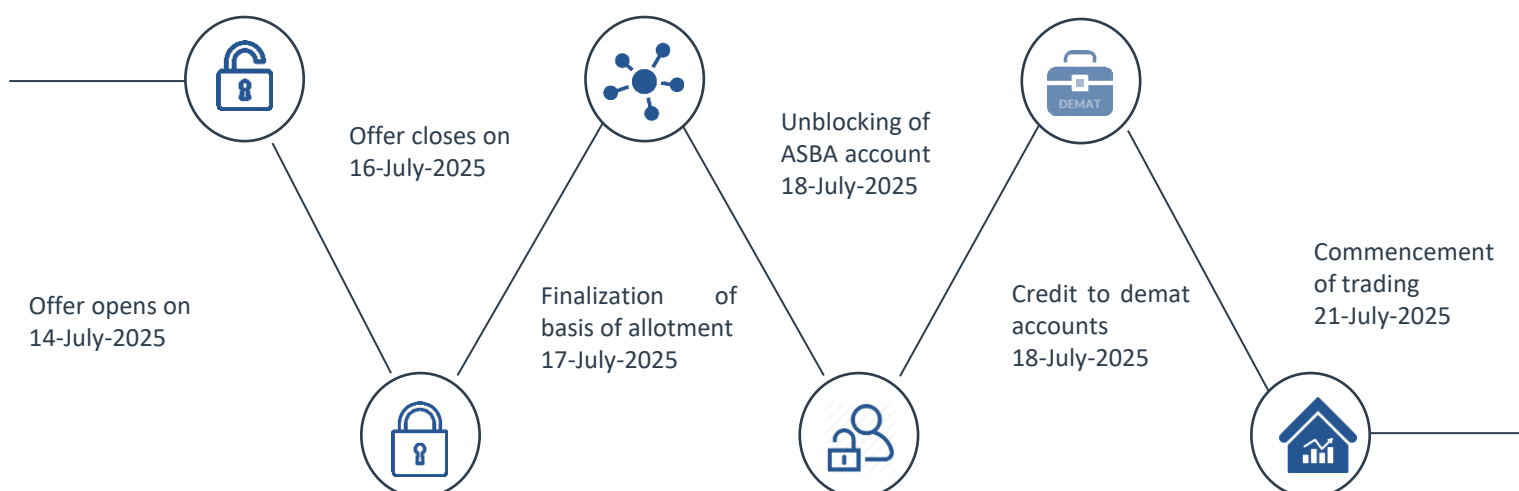 Offer opens on
14-July-2025
Offer closes on
16-July-2025
Finalization of
basis of allotment
17-July-2025
Unblocking of
ASBA account
18-July-2025
DEMAT
Credit to demat
accounts
18-July-2025
Commencement
of trading
21-July-2025